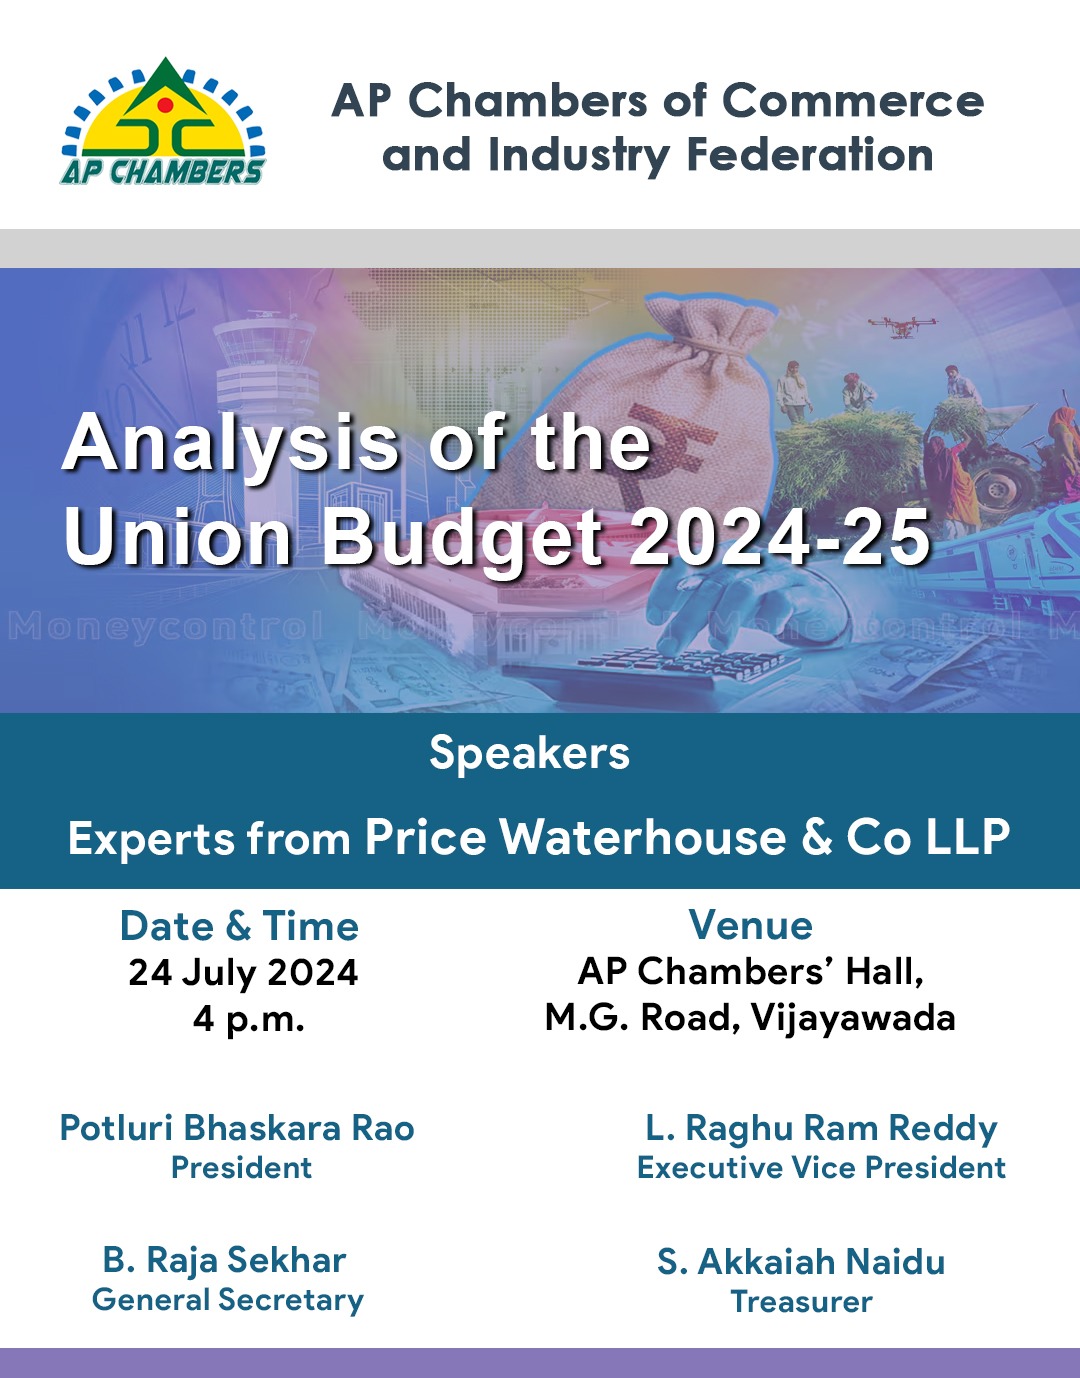 AP CHAMBERS
AP Chambers of Commerce
and Industry Federation
Analysis of the
Union Budget 2024-25
Moneycontrol Moneycontrol Moneycontrol M
Speakers
Experts from Price Waterhouse & Co LLP
Date & Time
24 July 2024
4 p.m.
Venue
AP Chambers’ Hall,
M.G. Road, Vijayawada
Potluri Bhaskara Rao
President
L. Raghu Ram Reddy
Executive Vice President
B. Raja Sekhar
General Secretary
S. Akkaiah Naidu
Treasurer